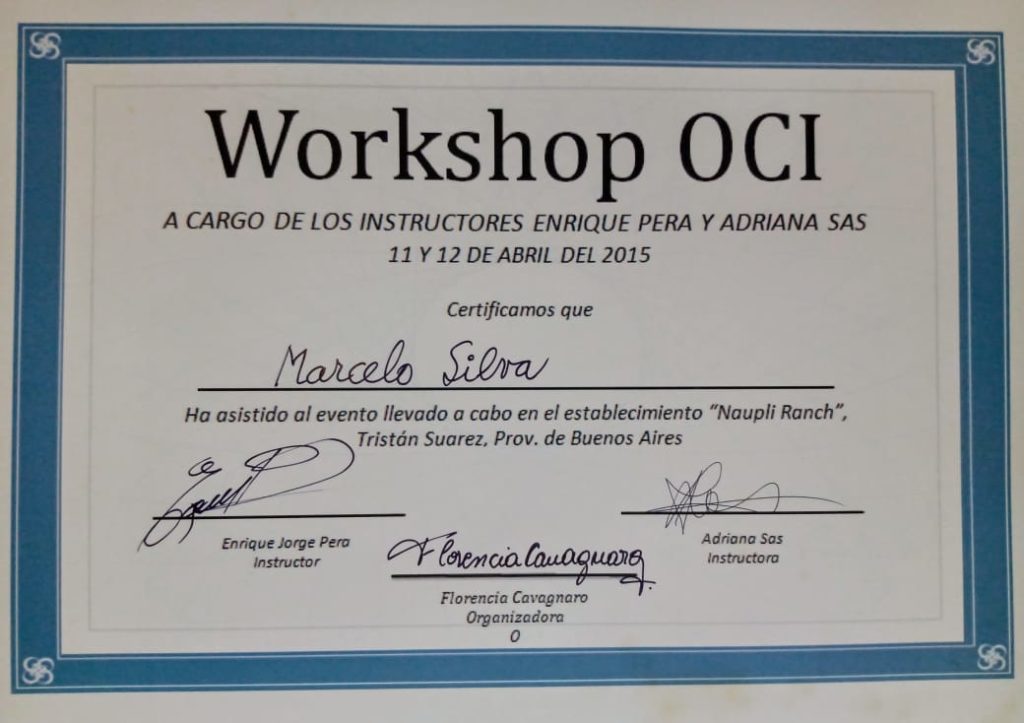 Workshop OCI
A CARGO DE LOS INSTRUCTORES ENRIQUE PERA Y ADRIANA SAS
11 Y 12 DE ABRIL DEL 2015
Certificamos que
Marcelo Silva
Ha asistido al evento llevado a cabo en el establecimiento “Naupli Ranch”,
Tristán Suarez, Prov. de Buenos Aires
Enrique Jorge Pera
Instructor
Adriana Sas
Instructora
Florencia Cavagnaro
Florencia Cavagnaro
Organizadora
O